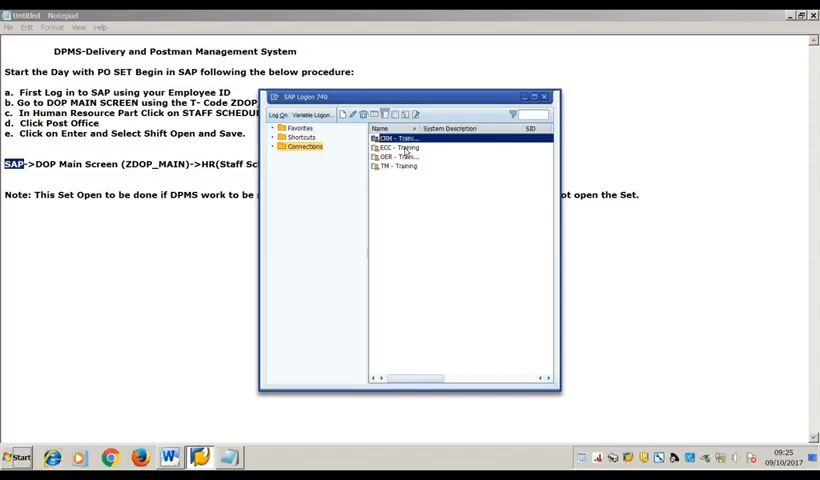 Untitled - Notepad
File Edit Format View Help
DPMS-Delivery and Postman Management System
Start the Day with PO SET Begin in SAP following the below procedure:
a. First Log in to SAP using your Employee ID
b. Go to DOP MAIN SCREEN using the T- Code ZDOP_
c. In Human Resource Part Click on STAFF SCHEDU
d. Click Post Office
e. Click on Enter and Select Shift Open and Save.
SAP->DOP Main Screen (ZDOP_MAIN)->HR(Staff Sc
Note: This Set Open to be done if DPMS work to be s
ot open the Set.
SAP Logon 740
Log On Variable Logon...
Favorites
Shortcuts
Connections
Name System Description SID
CRM - Traini...
ECC - Training
OER - Traini...
TM - Training
Start
09:25
09/10/2017